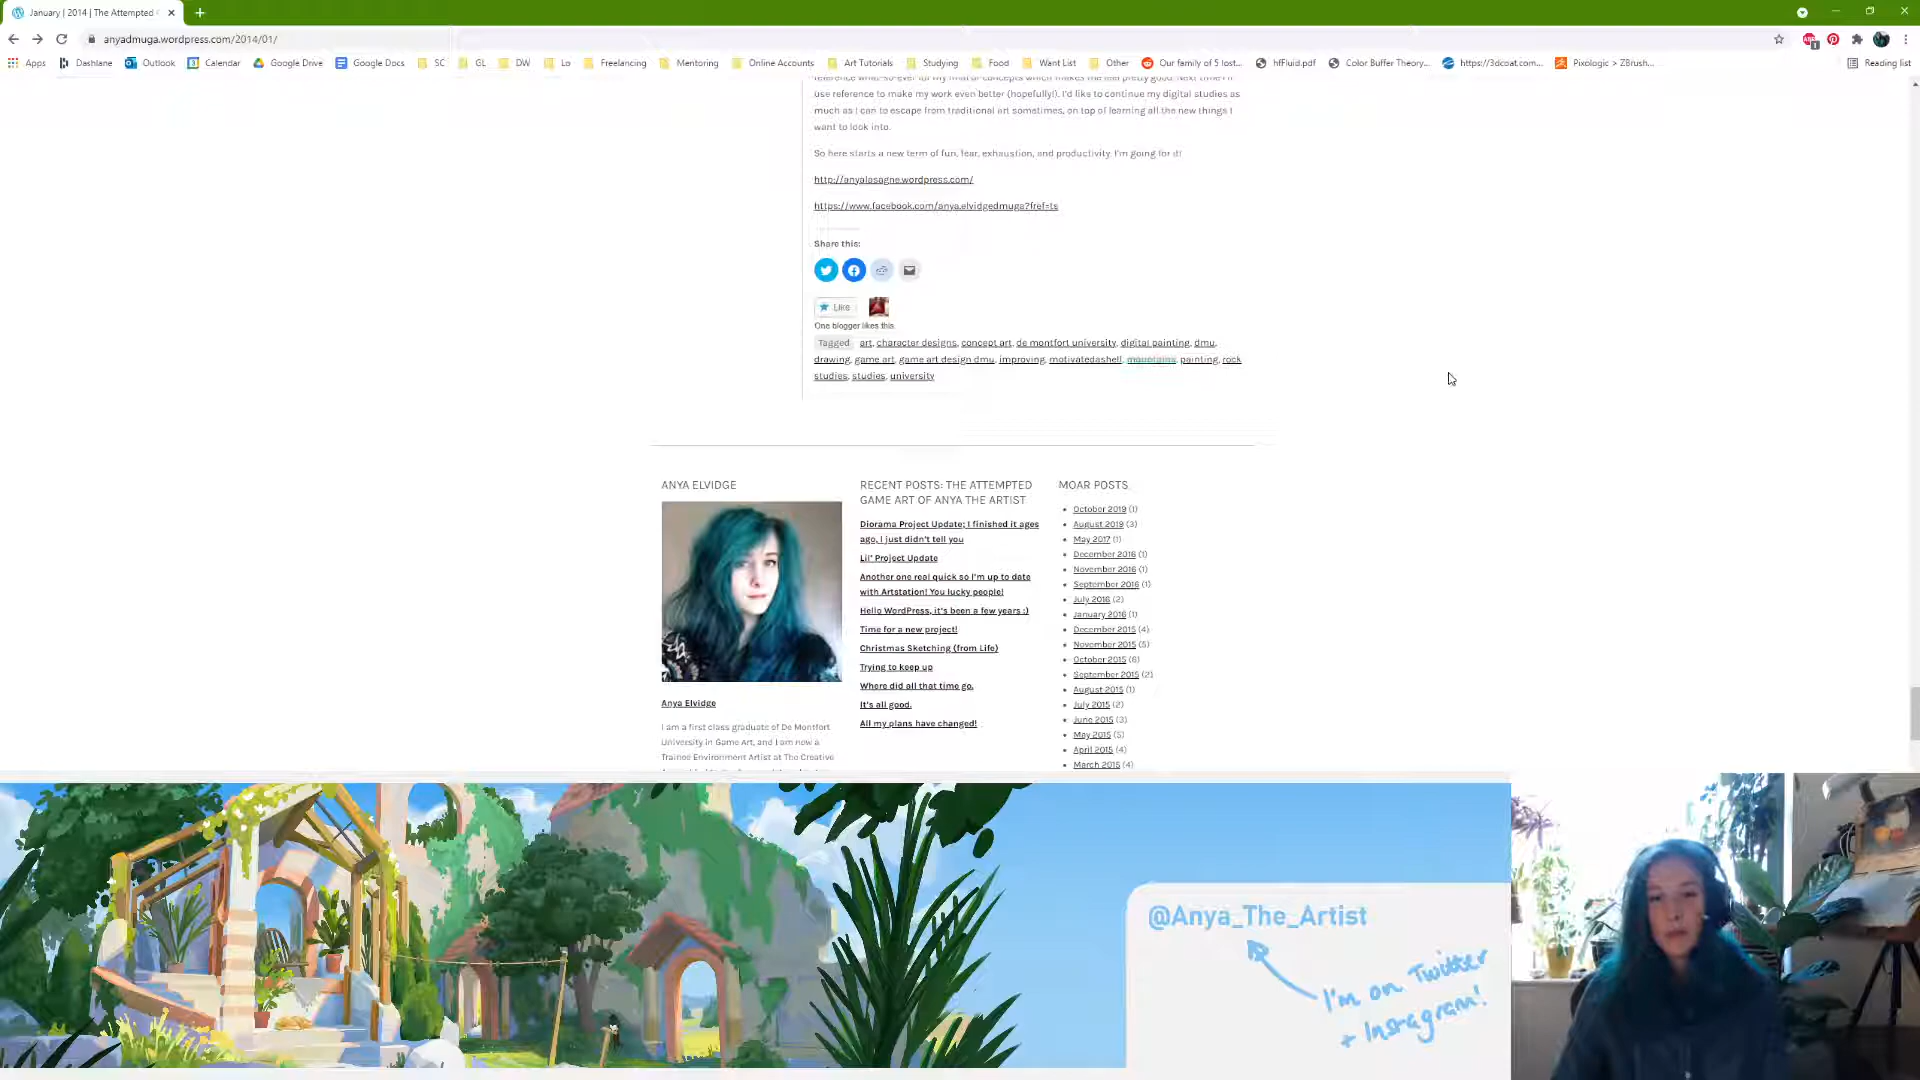 January | 2014 | The Attempted
anyadmuga.wordpress.com/2014/01/
Apps Dashlane Outlook Calendar Google Drive Google Docs SC GL DW Lo Freelancing Mentoring Online Accounts Art Tutorials Studying Food Want List Other Our family of 5 lost... hfFluid.pdf Color Buffer Theory... https://3dcoat.com... Pixologic > ZBrush... Reading list
use reference to make my work even better (hopefully!). I'd like to continue my digital studies as
much as I can to escape from traditional art sometimes, on top of learning all the new things I
want to look into.
So here starts a new term of fun, fear, exhaustion, and productivity. I'm going for it!
http://anyalasagne.wordpress.com/
https://www.facebook.com/anya.elvidgedmuga?fref=ts
Share this:
Like
One blogger likes this.
Tagged art, character designs, concept art, de montfort university, digital painting, dmu,
drawing, game art, game art design dmu, improving, motivatedashell, mountains, painting, rock
studies, studies, university
ANYA ELVIDGE
Anya Elvidge
I am a first class graduate of De Montfort
University in Game Art, and I am now a
Trainee Environment Artist at The Creative
RECENT POSTS: THE ATTEMPTED
GAME ART OF ANYA THE ARTIST
Diorama Project Update; I finished it ages
ago, I just didn't tell you
Lil' Project Update
Another one real quick so I'm up to date
with Artstation! You lucky people!
Hello WordPress, it's been a few years :)
Time for a new project!
Christmas Sketching (from Life)
Trying to keep up
Where did all that time go.
It's all good.
All my plans have changed!
MOAR POSTS
October 2019 (1)
August 2019 (3)
May 2017 (1)
December 2016 (1)
November 2016 (1)
September 2016 (1)
July 2016 (2)
January 2016 (1)
December 2015 (4)
November 2015 (5)
October 2015 (6)
September 2015 (2)
August 2015 (1)
July 2015 (2)
June 2015 (3)
May 2015 (5)
April 2015 (4)
March 2015 (4)
@Anya_The_Artist
I'm on Twitter
+ Instagram!